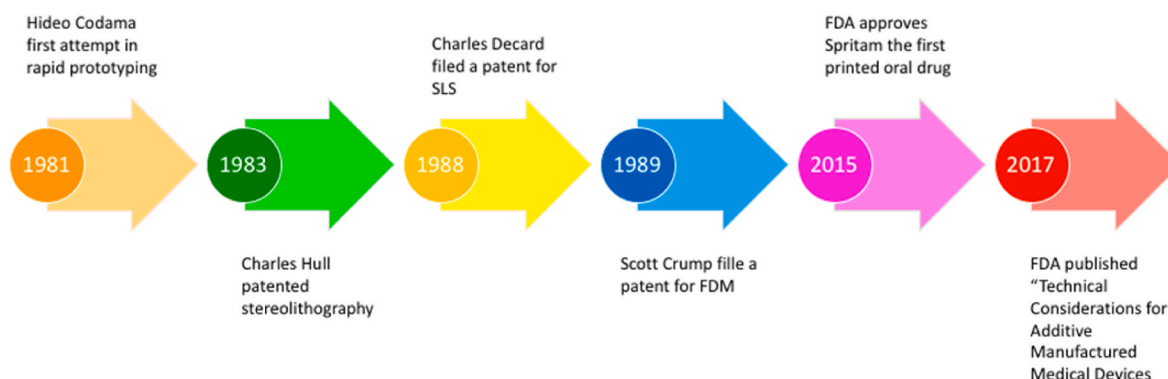 Hideo Codama
first attempt in
rapid prototyping
Charles Decard
filed a patent for
SLS
FDA approves
Spritam the first
printed oral drug
1981
1983
1988
1989
2015
2017
Charles Hull
patented
stereolithography
Scott Crump fille a
patent for FDM
FDA published
“Technical
Considerations for
Additive
Manufactured
Medical Devices